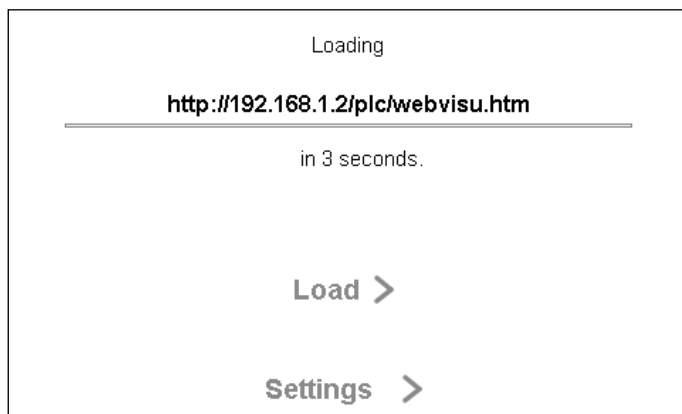 Loading
http://192.168.1.2/plc/webvisu.htm
in 3 seconds.
Load >
Settings >